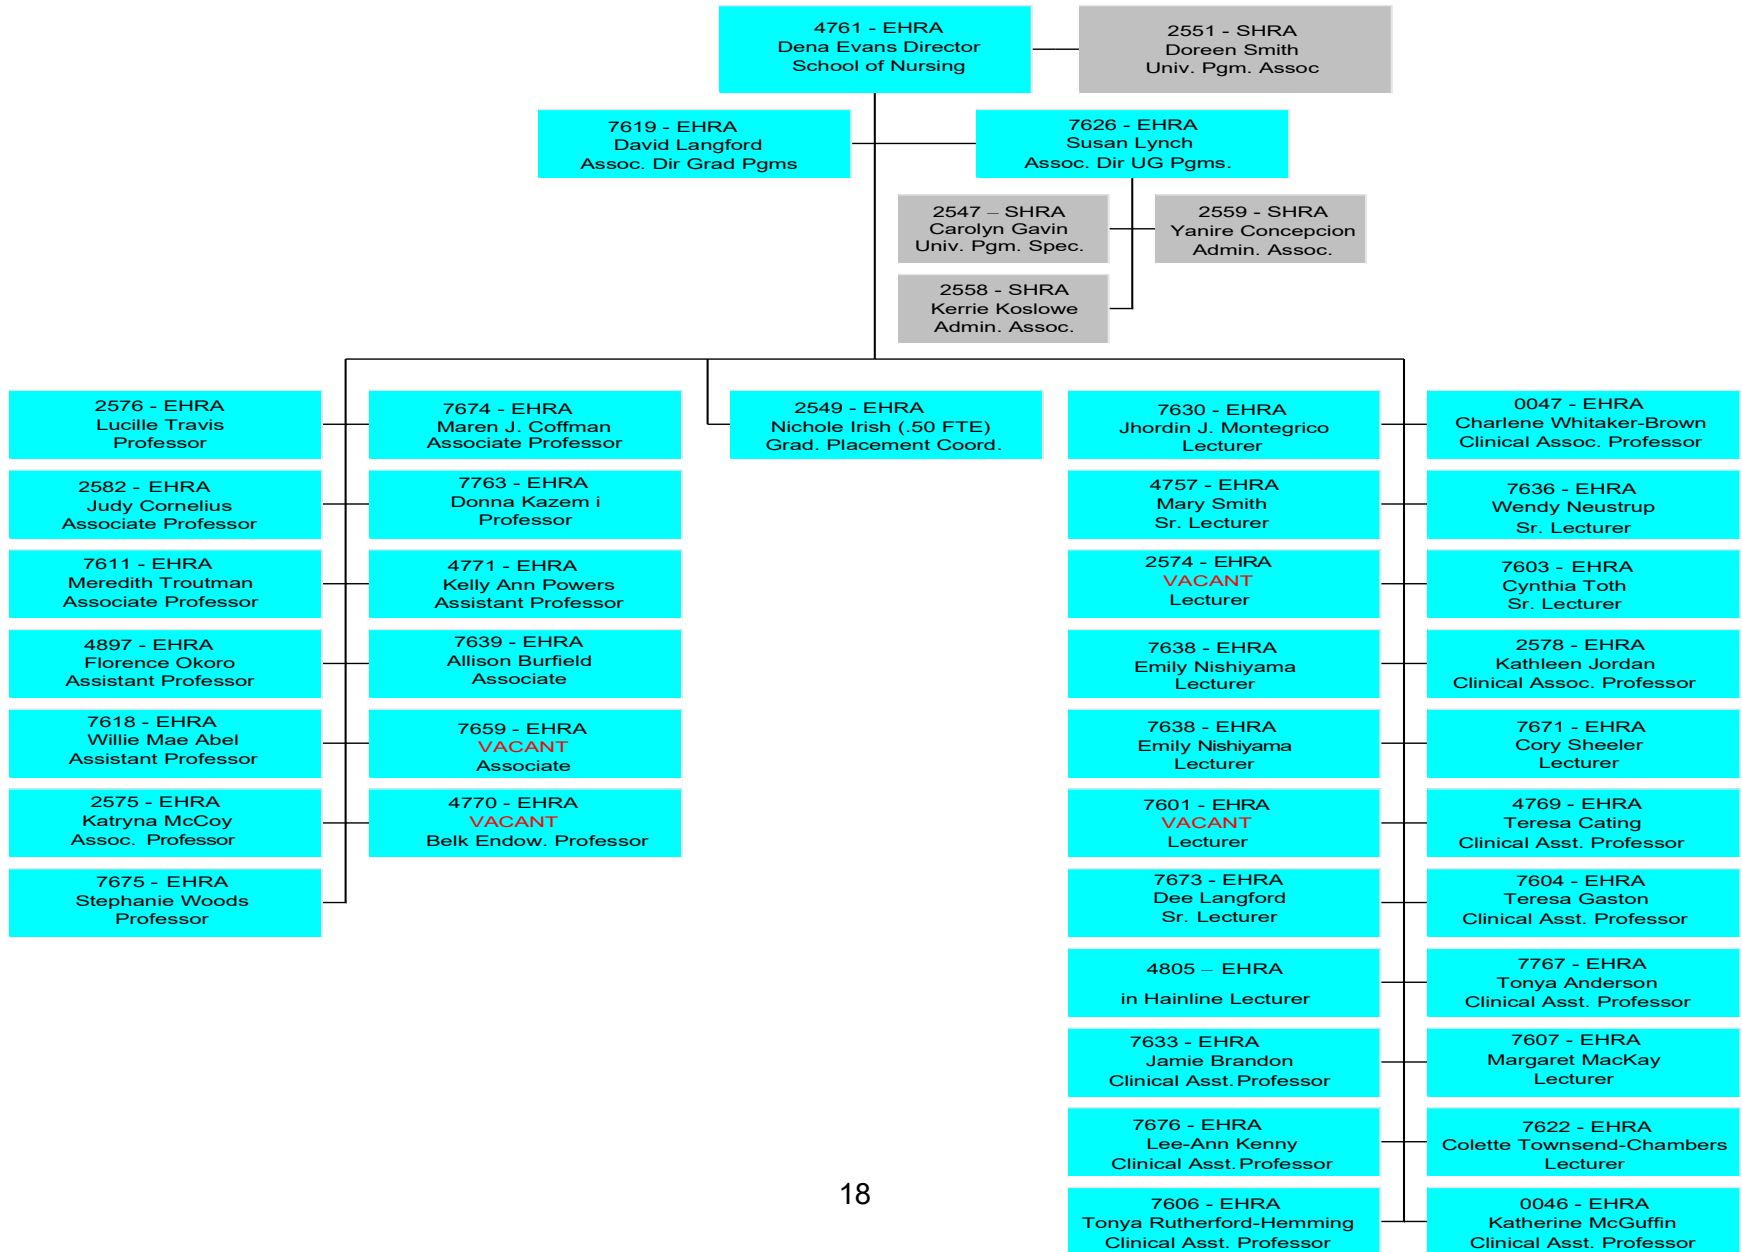 4761 - EHRA
Dena Evans Director
School of Nursing
2551 - SHRA
Doreen Smith
Univ. Pgm. Assoc
7619 - EHRA
David Langford
Assoc. Dir Grad Pgms
7626 - EHRA
Susan Lynch
Assoc. Dir UG Pgms.
2547 – SHRA
Carolyn Gavin
Univ. Pgm. Spec.
2559 - SHRA
Yanire Concepcion
Admin. Assoc.
2558 - SHRA
Kerrie Koslowe
Admin. Assoc.
2576 - EHRA
Lucille Travis
Professor
7674 - EHRA
Maren J. Coffman
Associate Professor
2549 - EHRA
Nichole Irish (.50 FTE)
Grad. Placement Coord.
7630 - EHRA
Jhordin J. Montegrico
Lecturer
0047 - EHRA
Charlene Whitaker-Brown
Clinical Assoc. Professor
2582 - EHRA
Judy Cornelius
Associate Professor
7763 - EHRA
Donna Kazem i
Professor
4757 - EHRA
Mary Smith
Sr. Lecturer
7636 - EHRA
Wendy Neustrup
Sr. Lecturer
7611 - EHRA
Meredith Troutman
Associate Professor
4771 - EHRA
Kelly Ann Powers
Assistant Professor
2574 - EHRA
VACANT
Lecturer
7603 - EHRA
Cynthia Toth
Sr. Lecturer
4897 - EHRA
Florence Okoro
Assistant Professor
7639 - EHRA
Allison Burfield
Associate
7638 - EHRA
Emily Nishiyama
Lecturer
2578 - EHRA
Kathleen Jordan
Clinical Assoc. Professor
7618 - EHRA
Willie Mae Abel
Assistant Professor
7659 - EHRA
VACANT
Associate
7638 - EHRA
Emily Nishiyama
Lecturer
7671 - EHRA
Cory Sheeler
Lecturer
2575 - EHRA
Katryna McCoy
Assoc. Professor
4770 - EHRA
VACANT
Belk Endow. Professor
7601 - EHRA
VACANT
Lecturer
4769 - EHRA
Teresa Cating
Clinical Asst. Professor
7675 - EHRA
Stephanie Woods
Professor
7673 - EHRA
Dee Langford
Sr. Lecturer
7604 - EHRA
Teresa Gaston
Clinical Asst. Professor
4805 – EHRA
in Hainline Lecturer
7767 - EHRA
Tonya Anderson
Clinical Asst. Professor
7633 - EHRA
Jamie Brandon
Clinical Asst. Professor
7607 - EHRA
Margaret MacKay
Lecturer
7676 - EHRA
Lee-Ann Kenny
Clinical Asst. Professor
7622 - EHRA
Colette Townsend-Chambers
Lecturer
7606 - EHRA
Tonya Rutherford-Hemming
Clinical Asst. Professor
0046 - EHRA
Katherine McGuffin
Clinical Asst. Professor
18